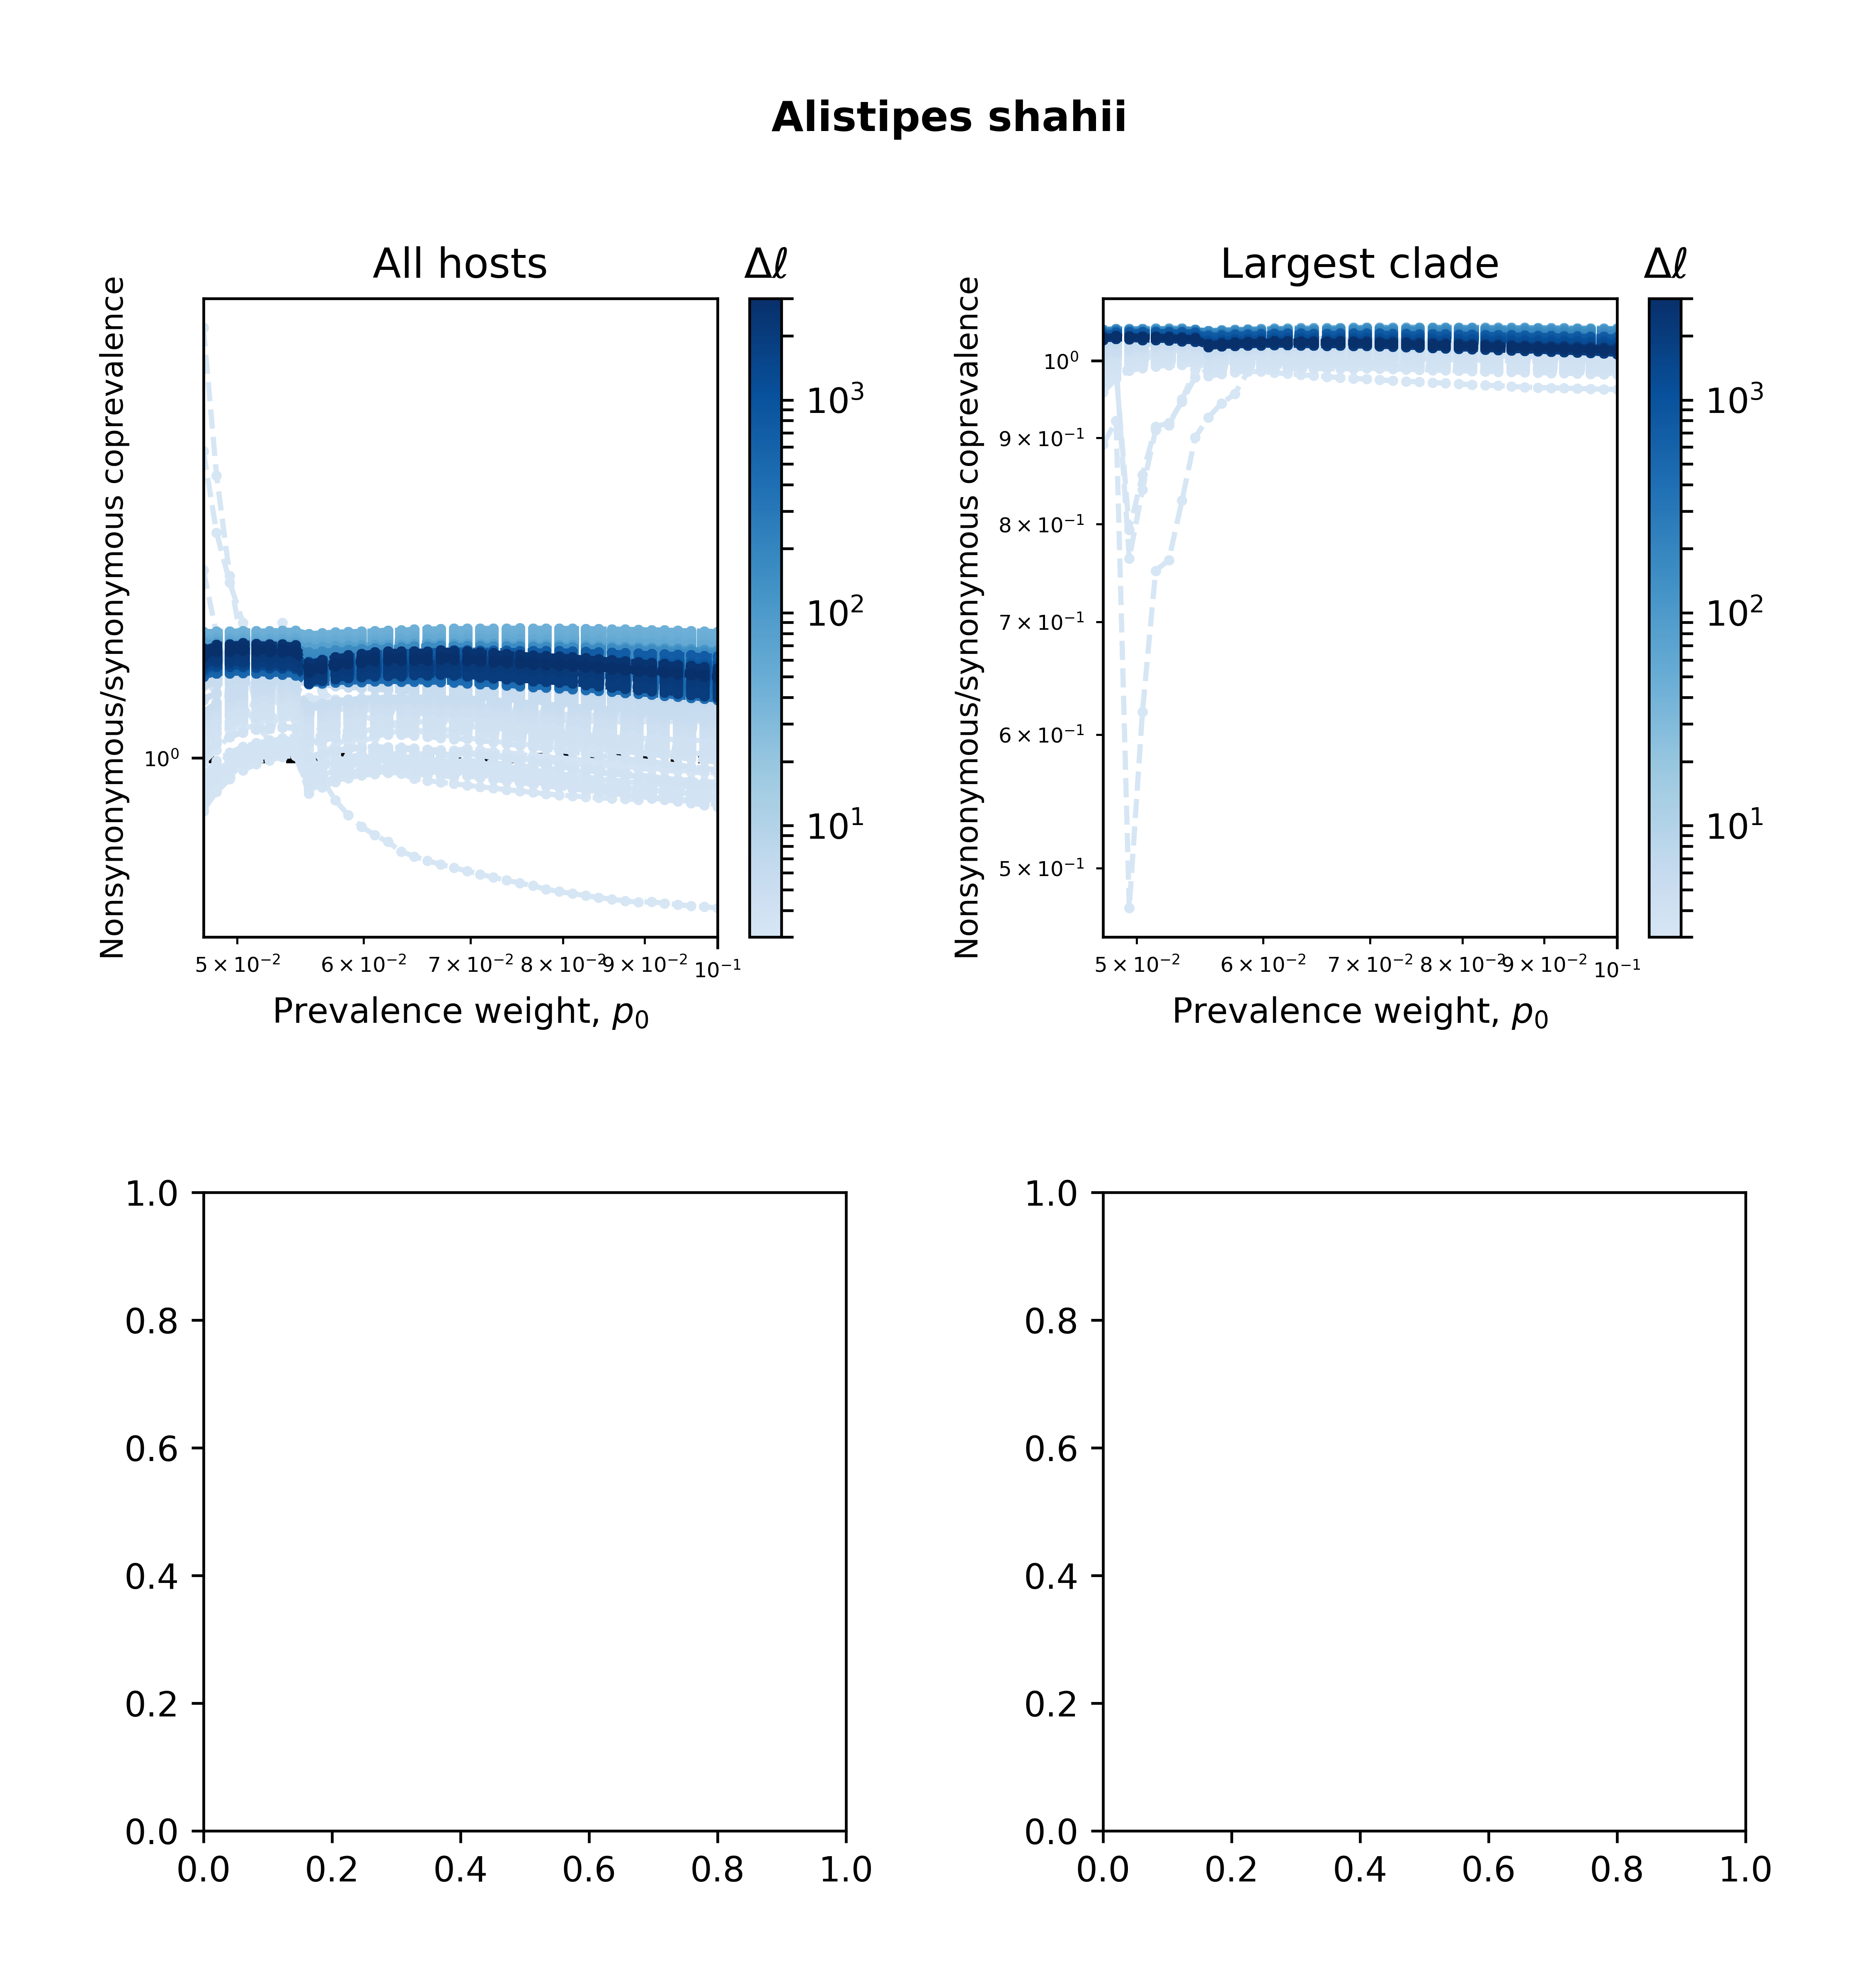 Alistipes shahii
All hosts
Δℓ
Nonsynonymous/synonymous coprevalence
10⁰
5 × 10⁻²
6 × 10⁻²
7 × 10⁻²
8 × 10⁻²
9 × 10⁻²
10⁻¹
Prevalence weight, p₀
10³
10²
10¹
Largest clade
Δℓ
Nonsynonymous/synonymous coprevalence
10⁰
9 × 10⁻¹
8 × 10⁻¹
7 × 10⁻¹
6 × 10⁻¹
5 × 10⁻¹
5 × 10⁻²
6 × 10⁻²
7 × 10⁻²
8 × 10⁻²
9 × 10⁻²
10⁻¹
Prevalence weight, p₀
10³
10²
10¹
1.0
0.8
0.6
0.4
0.2
0.0
0.0 0.2 0.4 0.6 0.8 1.0
1.0
0.8
0.6
0.4
0.2
0.0
0.0 0.2 0.4 0.6 0.8 1.0